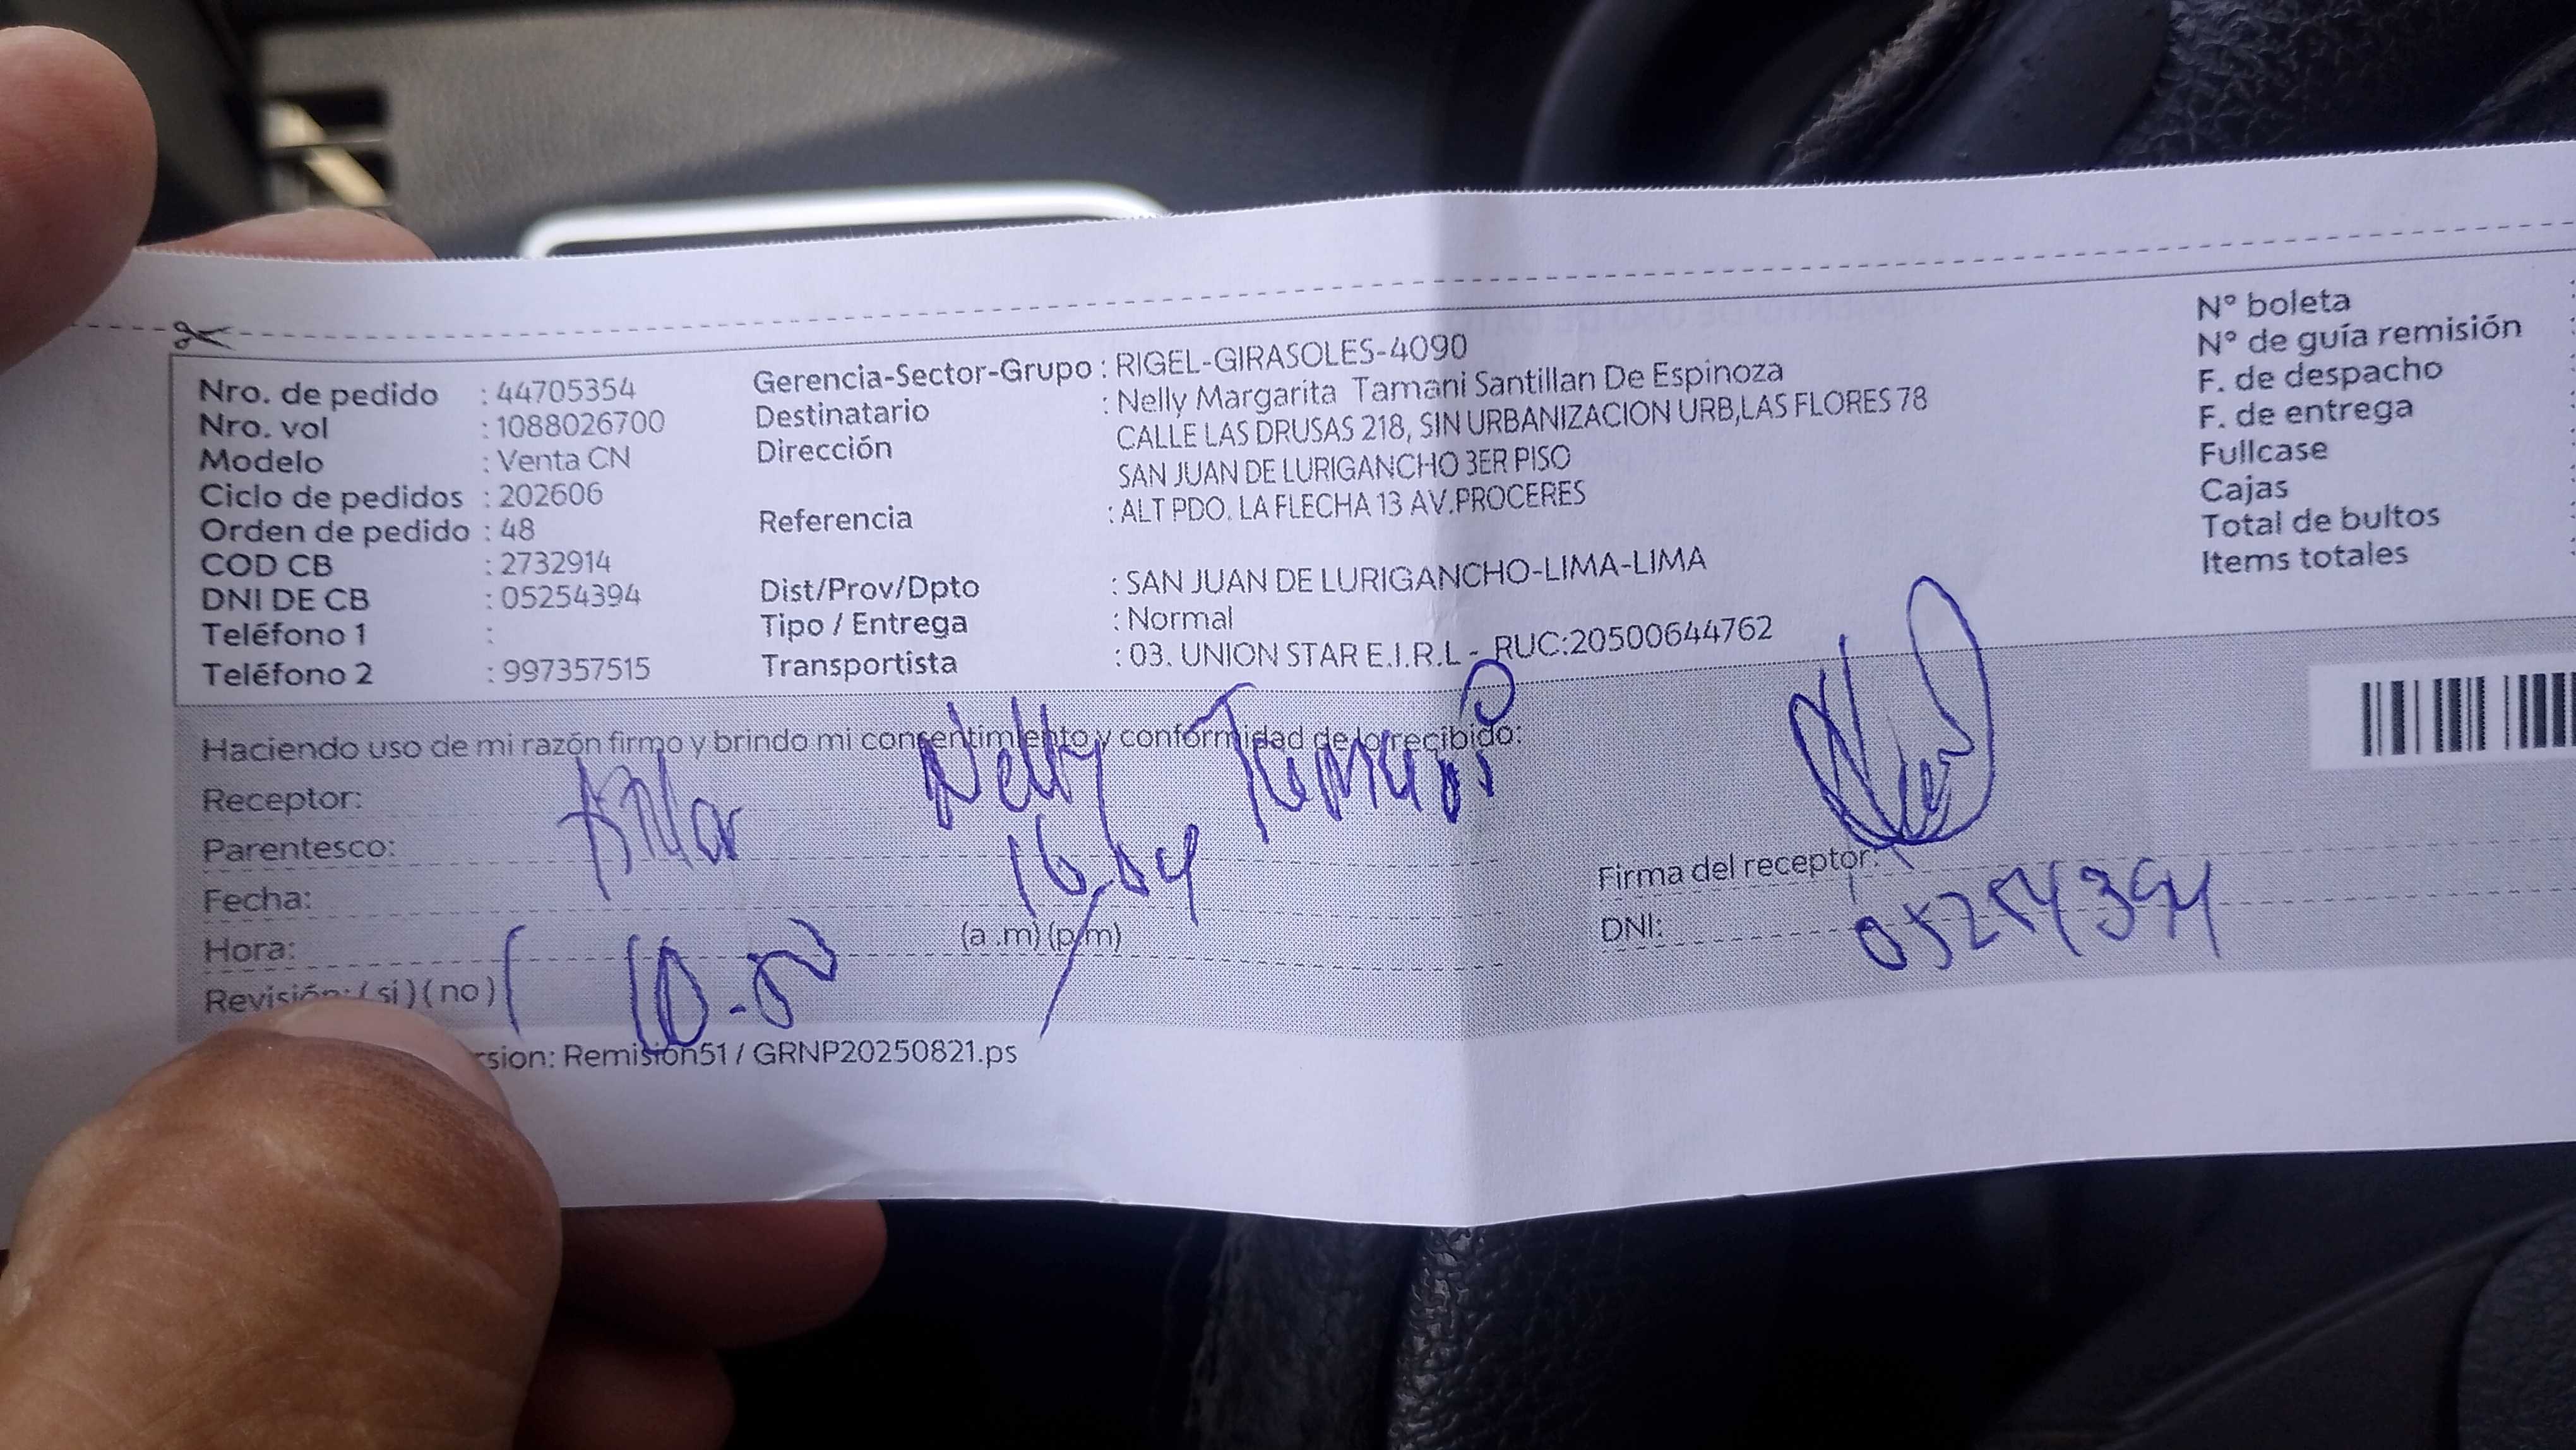 Nro. de pedido : 44705354
Nro. vol : 1088026700
Modelo : Venta CN
Ciclo de pedidos : 202606
Orden de pedido : 48
COD CB : 2732914
DNI DE CB : 05254394
Teléfono 1 :
Teléfono 2 : 997357515
Gerencia-Sector-Grupo : RIGEL-GIRASOLES-4090
Destinatario : Nelly Margarita Tamani Santillan De Espinoza
Dirección CALLE LAS DRUSAS 218, SIN URBANIZACION URB,LAS FLORES 78
SAN JUAN DE LURIGANCHO 3ER PISO
Referencia : ALT PDO. LA FLECHA 13 AV.PROCERES
Dist/Prov/Dpto : SAN JUAN DE LURIGANCHO-LIMA-LIMA
Tipo / Entrega : Normal
Transportista : 03. UNION STAR E.I.R.L - RUC:20500644762
N° boleta
N° de guía remisión :
F. de despacho :
F. de entrega :
Fullcase :
Cajas :
Total de bultos :
Items totales :
Haciendo uso de mi razón firmo y brindo mi consentimiento y conformidad de lo recibido:
Receptor: Nelly Tamani
Parentesco:
Fecha: 16.04
Hora: 10.00 (a .m) (p.m)
Revisión: (si) (no)
Firma del receptor:
DNI: 05254394
rsion: Remision51 / GRNP20250821.ps